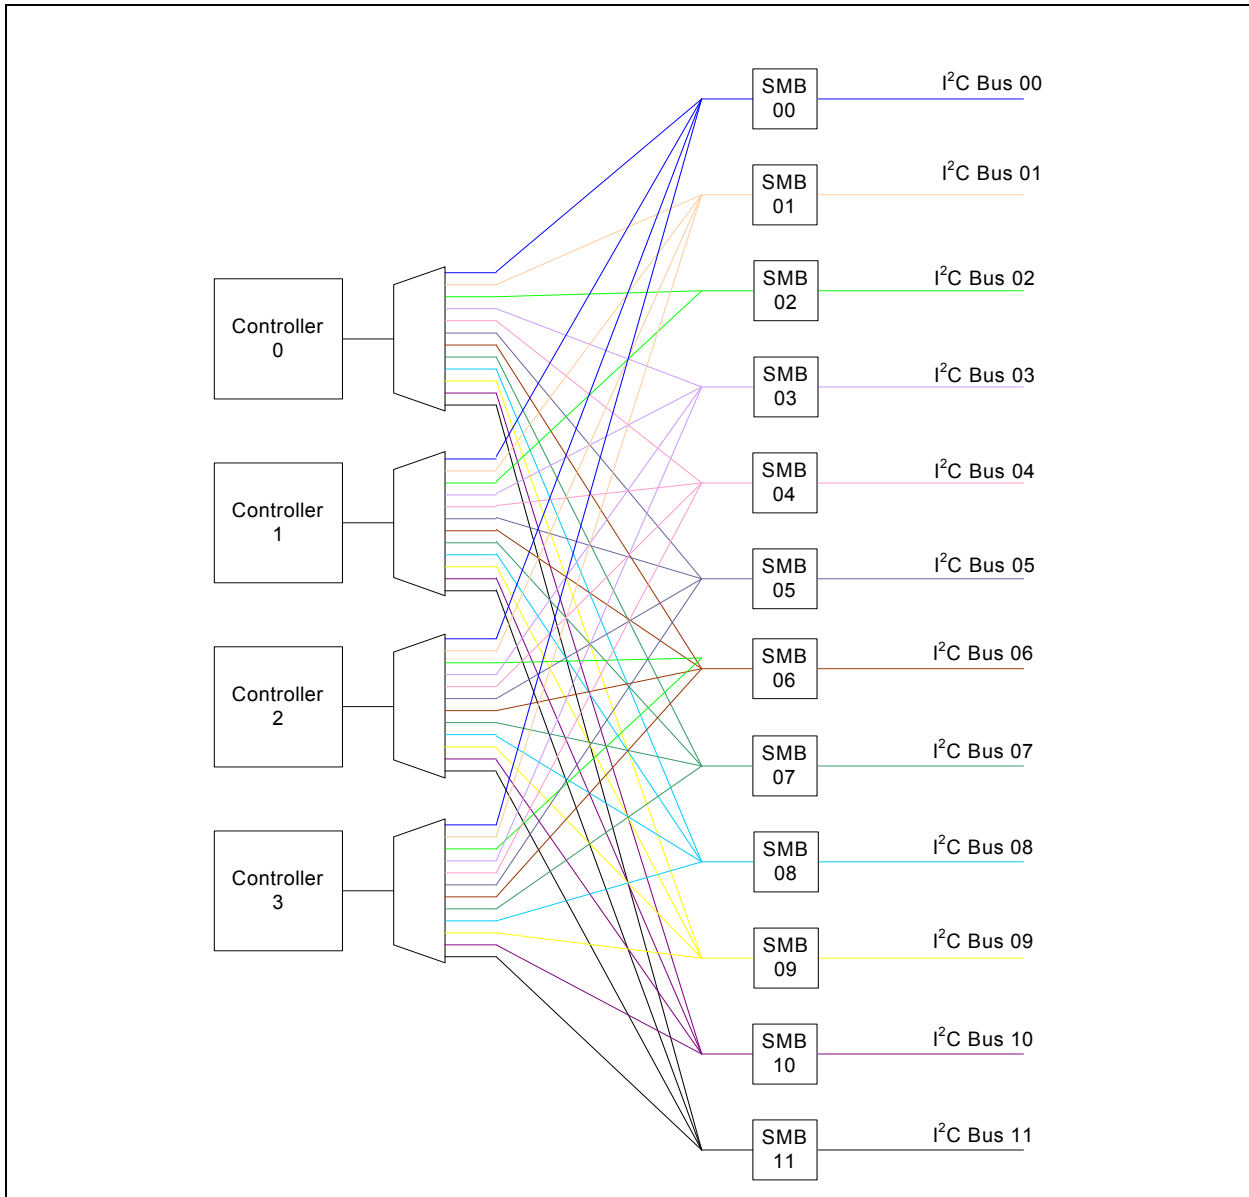 SMB
00
I²C Bus 00
SMB
01
I²C Bus 01
SMB
02
I²C Bus 02
Controller
0
SMB
03
I²C Bus 03
SMB
04
I²C Bus 04
Controller
1
SMB
05
I²C Bus 05
SMB
06
I²C Bus 06
Controller
2
SMB
07
I²C Bus 07
SMB
08
I²C Bus 08
Controller
3
SMB
09
I²C Bus 09
SMB
10
I²C Bus 10
SMB
11
I²C Bus 11